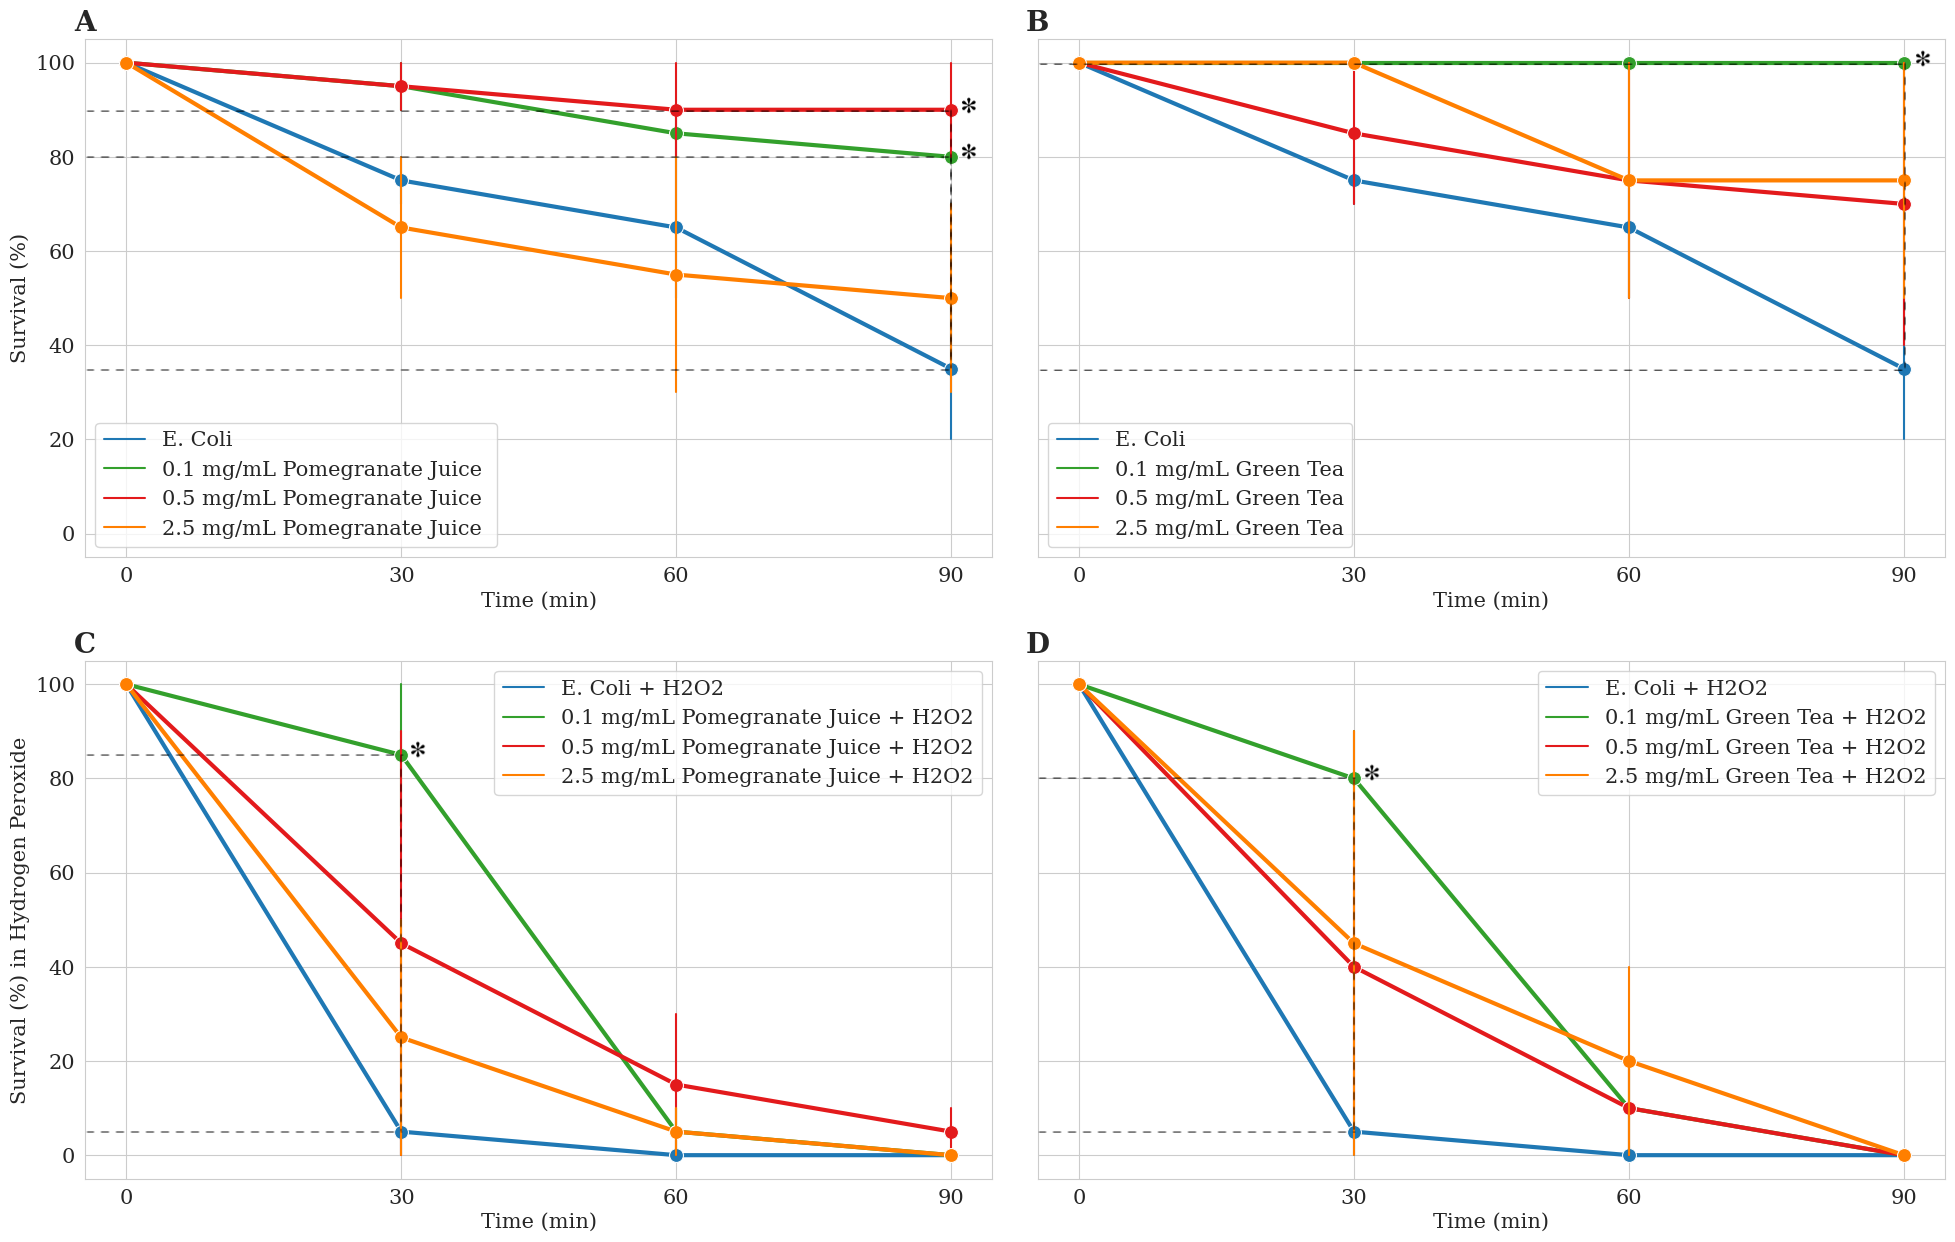 A
Survival (%)
100
80
60
40
20
0
*
*
E. Coli
0.1 mg/mL Pomegranate Juice
0.5 mg/mL Pomegranate Juice
2.5 mg/mL Pomegranate Juice
0 30 60 90
Time (min)
B
*
E. Coli
0.1 mg/mL Green Tea
0.5 mg/mL Green Tea
2.5 mg/mL Green Tea
0 30 60 90
Time (min)
C
Survival (%) in Hydrogen Peroxide
100
80
60
40
20
0
*
E. Coli + H2O2
0.1 mg/mL Pomegranate Juice + H2O2
0.5 mg/mL Pomegranate Juice + H2O2
2.5 mg/mL Pomegranate Juice + H2O2
0 30 60 90
Time (min)
D
*
E. Coli + H2O2
0.1 mg/mL Green Tea + H2O2
0.5 mg/mL Green Tea + H2O2
2.5 mg/mL Green Tea + H2O2
0 30 60 90
Time (min)